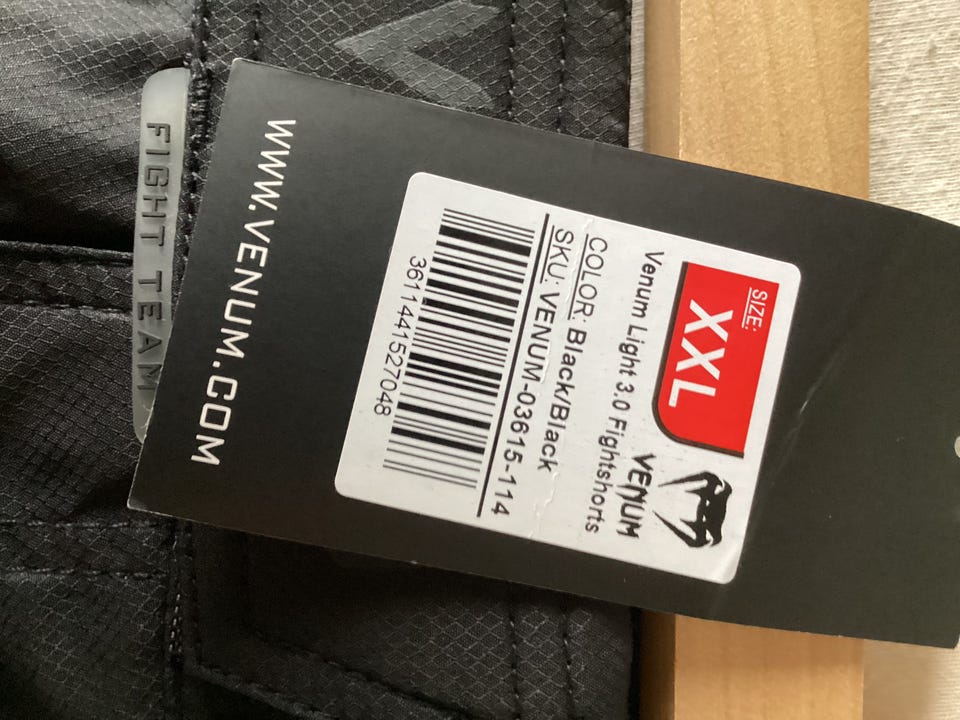 SIZE:
XXL
VENUM
Venum Light 3.0 Fightshorts
COLOR: Black/Black
SKU: VENUM-03615-114
3611441527048
WWW.VENUM.COM
FIGHT TEAM